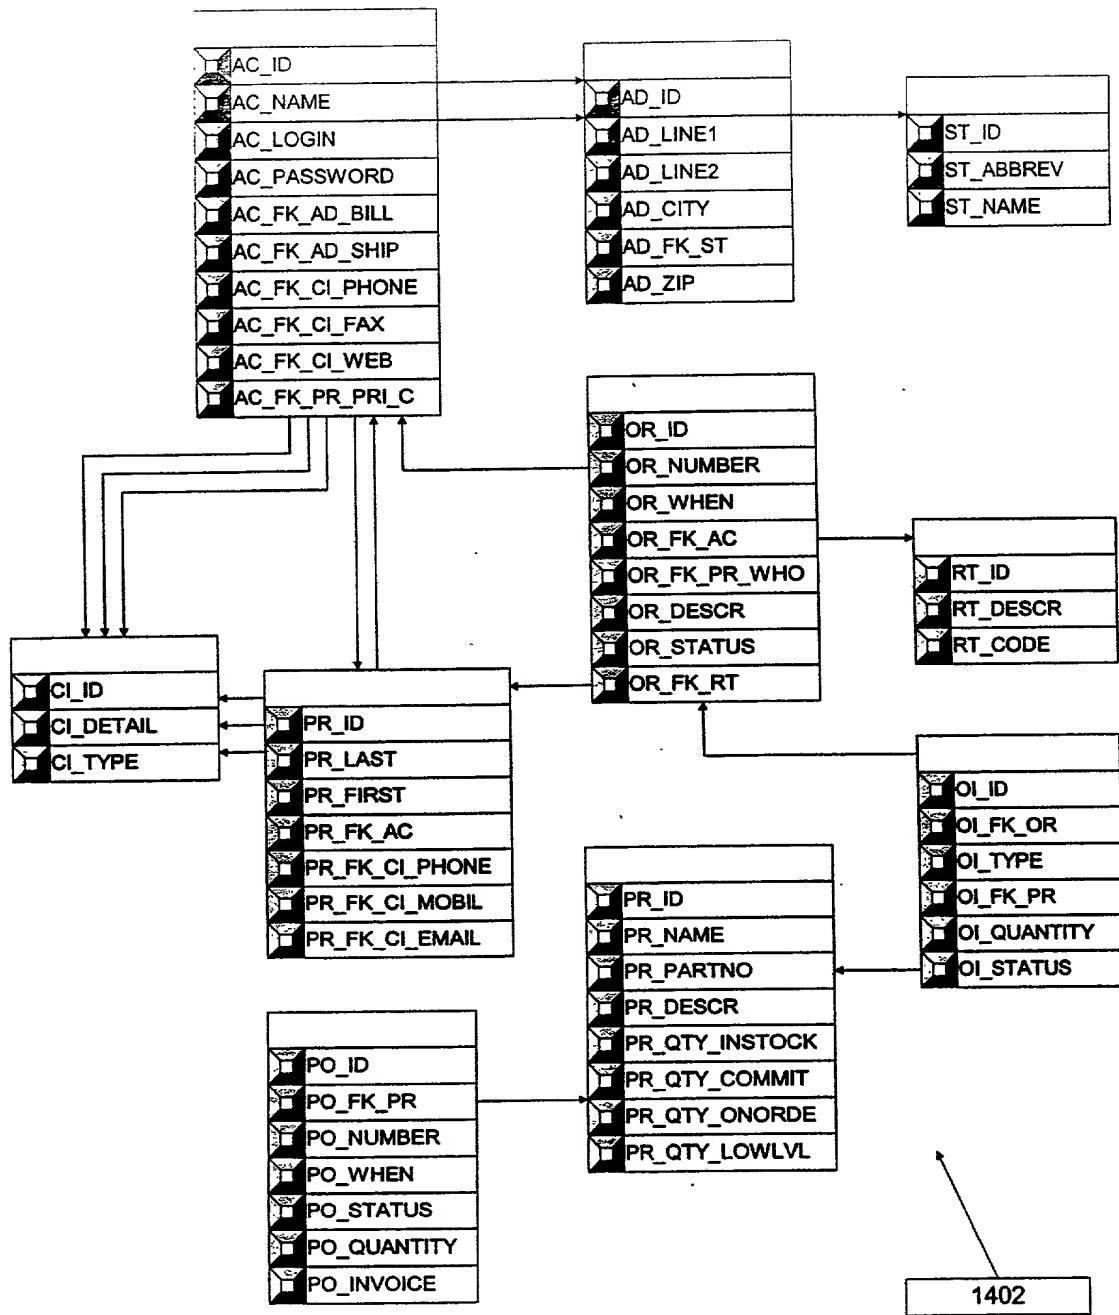 AC_ID
AC_NAME
AC_LOGIN
AC_PASSWORD
AC_FK_AD_BILL
AC_FK_AD_SHIP
AC_FK_CI_PHONE
AC_FK_CI_FAX
AC_FK_CI_WEB
AC_FK_PR_PRI_C
AD_ID
AD_LINE1
AD_LINE2
AD_CITY
AD_FK_ST
AD_ZIP
ST_ID
ST_ABBREV
ST_NAME
OR_ID
OR_NUMBER
OR_WHEN
OR_FK_AC
OR_FK_PR_WHO
OR_DESCR
OR_STATUS
OR_FK_RT
RT_ID
RT_DESCR
RT_CODE
CI_ID
CI_DETAIL
CI_TYPE
PR_ID
PR_LAST
PR_FIRST
PR_FK_AC
PR_FK_CI_PHONE
PR_FK_CI_MOBIL
PR_FK_CI_EMAIL
OI_ID
OI_FK_OR
OI_TYPE
OI_FK_PR
OI_QUANTITY
OI_STATUS
PR_ID
PR_NAME
PR_PARTNO
PR_DESCR
PR_QTY_INSTOCK
PR_QTY_COMMIT
PR_QTY_ONORDE
PR_QTY_LOWLVL
PO_ID
PO_FK_PR
PO_NUMBER
PO_WHEN
PO_STATUS
PO_QUANTITY
PO_INVOICE
1402